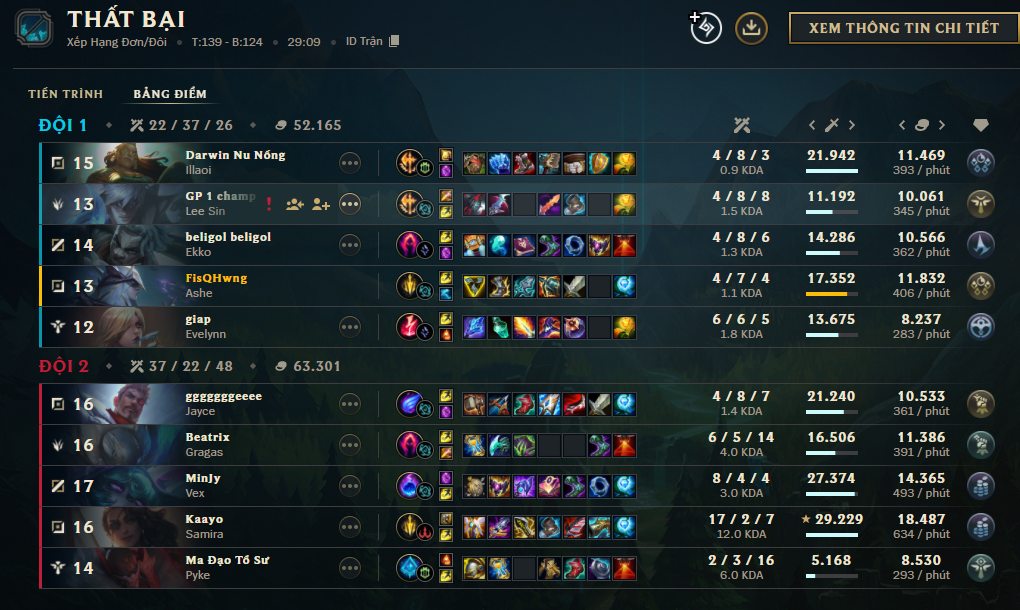 THẤT BẠI
Xếp Hạng Đơn/Đôi • T:139 - B:124 • 29:09 • ID Trận
XEM THÔNG TIN CHI TIẾT
TIẾN TRÌNH BẢNG ĐIỂM
ĐỘI 1 22 / 37 / 26 52.165
15 Darwin Nu Nông 4 / 8 / 3 21.942 11.469
Illaoi 0.9 KDA 393 / phút
13 GP 1 champ 4 / 8 / 8 11.192 10.061
Lee Sin 1.5 KDA 345 / phút
14 beligol beligol 4 / 8 / 6 14.286 10.566
Ekko 1.3 KDA 362 / phút
13 FisQHwng 4 / 7 / 4 17.352 11.832
Ashe 1.1 KDA 406 / phút
12 giap 6 / 6 / 5 13.675 8.237
Evelynn 1.8 KDA 283 / phút
ĐỘI 2 37 / 22 / 48 63.301
16 gggggggeeee 4 / 8 / 7 21.240 10.533
Jayce 1.4 KDA 361 / phút
16 Beatrix 6 / 5 / 14 16.506 11.386
Gragas 4.0 KDA 391 / phút
17 MinJy 8 / 4 / 4 27.374 14.365
Vex 3.0 KDA 493 / phút
16 Kaayo 17 / 2 / 7 29.229 18.487
Samira 12.0 KDA 634 / phút
14 Ma Đạo Tổ Sư 2 / 3 / 16 5.168 8.530
Pyke 6.0 KDA 293 / phút